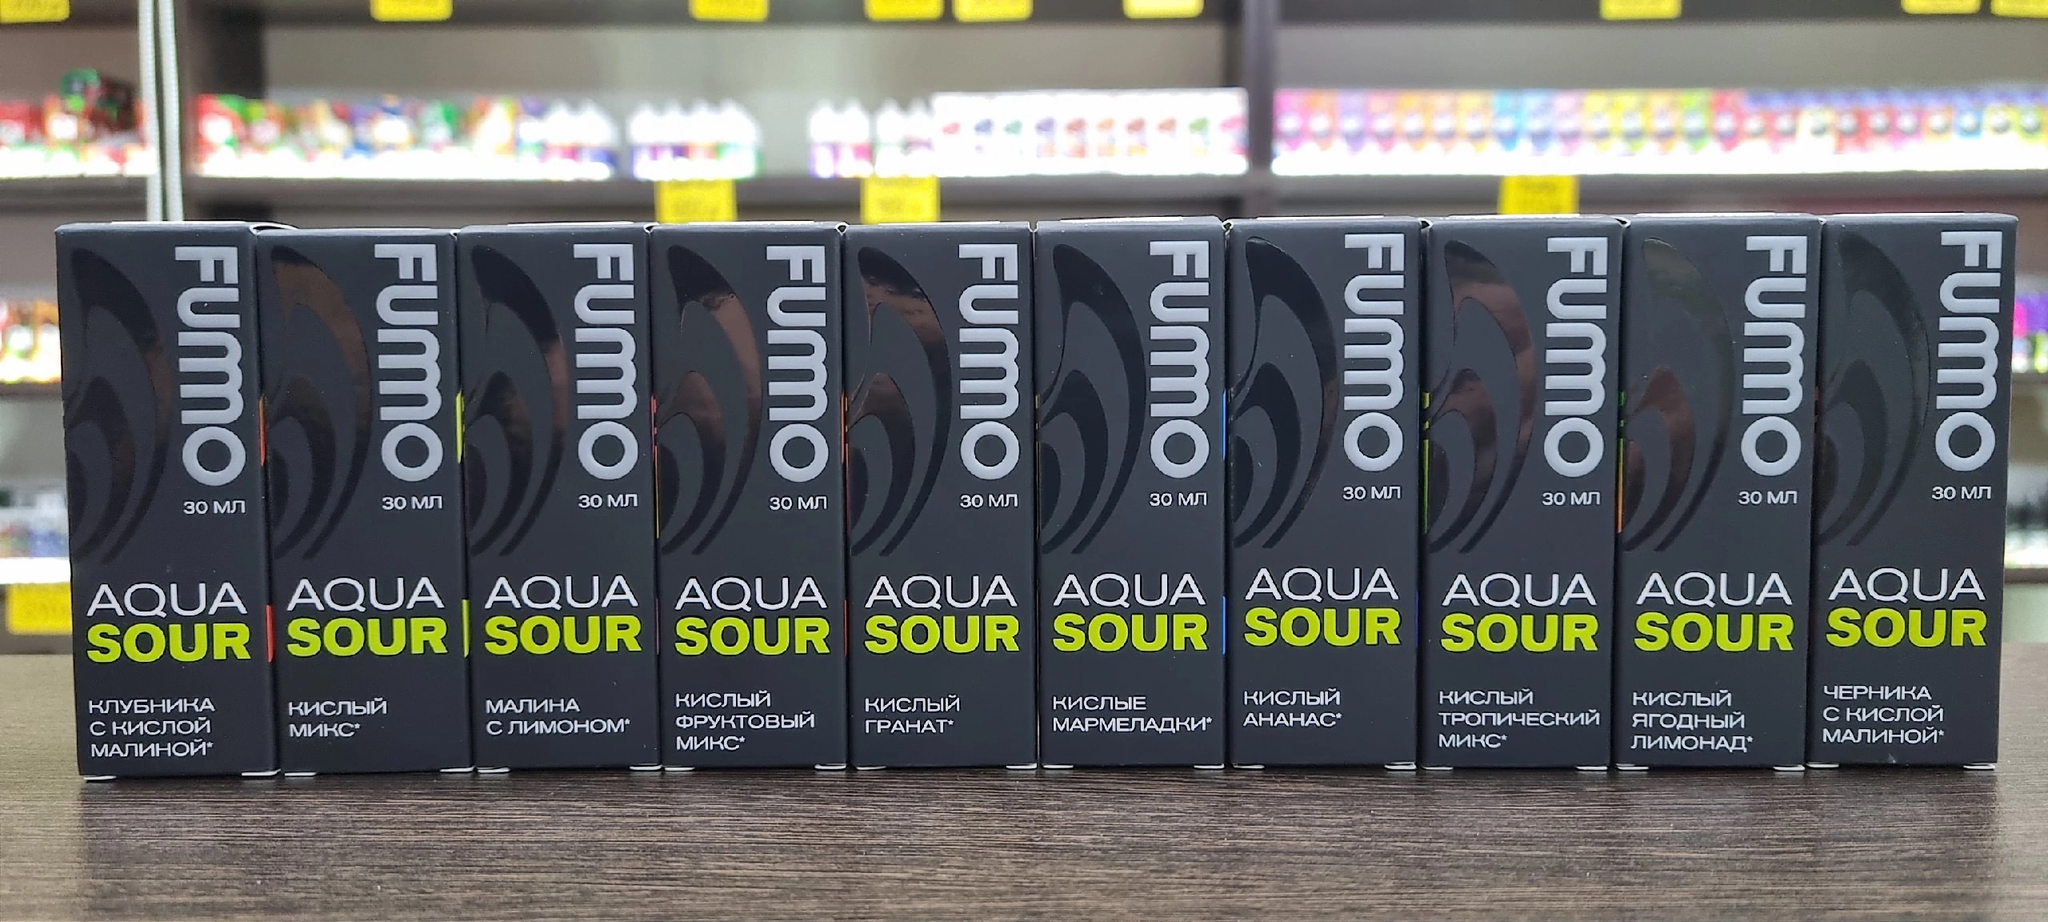 FUMO
30 МЛ
AQUA
SOUR
КЛУБНИКА
С КИСЛОЙ
МАЛИНОЙ*
FUMO
30 МЛ
AQUA
SOUR
КИСЛЫЙ
МИКС*
FUMO
30 МЛ
AQUA
SOUR
МАЛИНА
С ЛИМОНОМ*
FUMO
30 МЛ
AQUA
SOUR
КИСЛЫЙ
ФРУКТОВЫЙ
МИКС*
FUMO
30 МЛ
AQUA
SOUR
КИСЛЫЙ
ГРАНАТ*
FUMO
30 МЛ
AQUA
SOUR
КИСЛЫЕ
МАРМЕЛАДКИ*
FUMO
30 МЛ
AQUA
SOUR
КИСЛЫЙ
АНАНАС*
FUMO
30 МЛ
AQUA
SOUR
КИСЛЫЙ
ТРОПИЧЕСКИЙ
МИКС*
FUMO
30 МЛ
AQUA
SOUR
КИСЛЫЙ
ЯГОДНЫЙ
ЛИМОНАД*
FUMO
30 МЛ
AQUA
SOUR
ЧЕРНИКА
С КИСЛОЙ
МАЛИНОЙ*